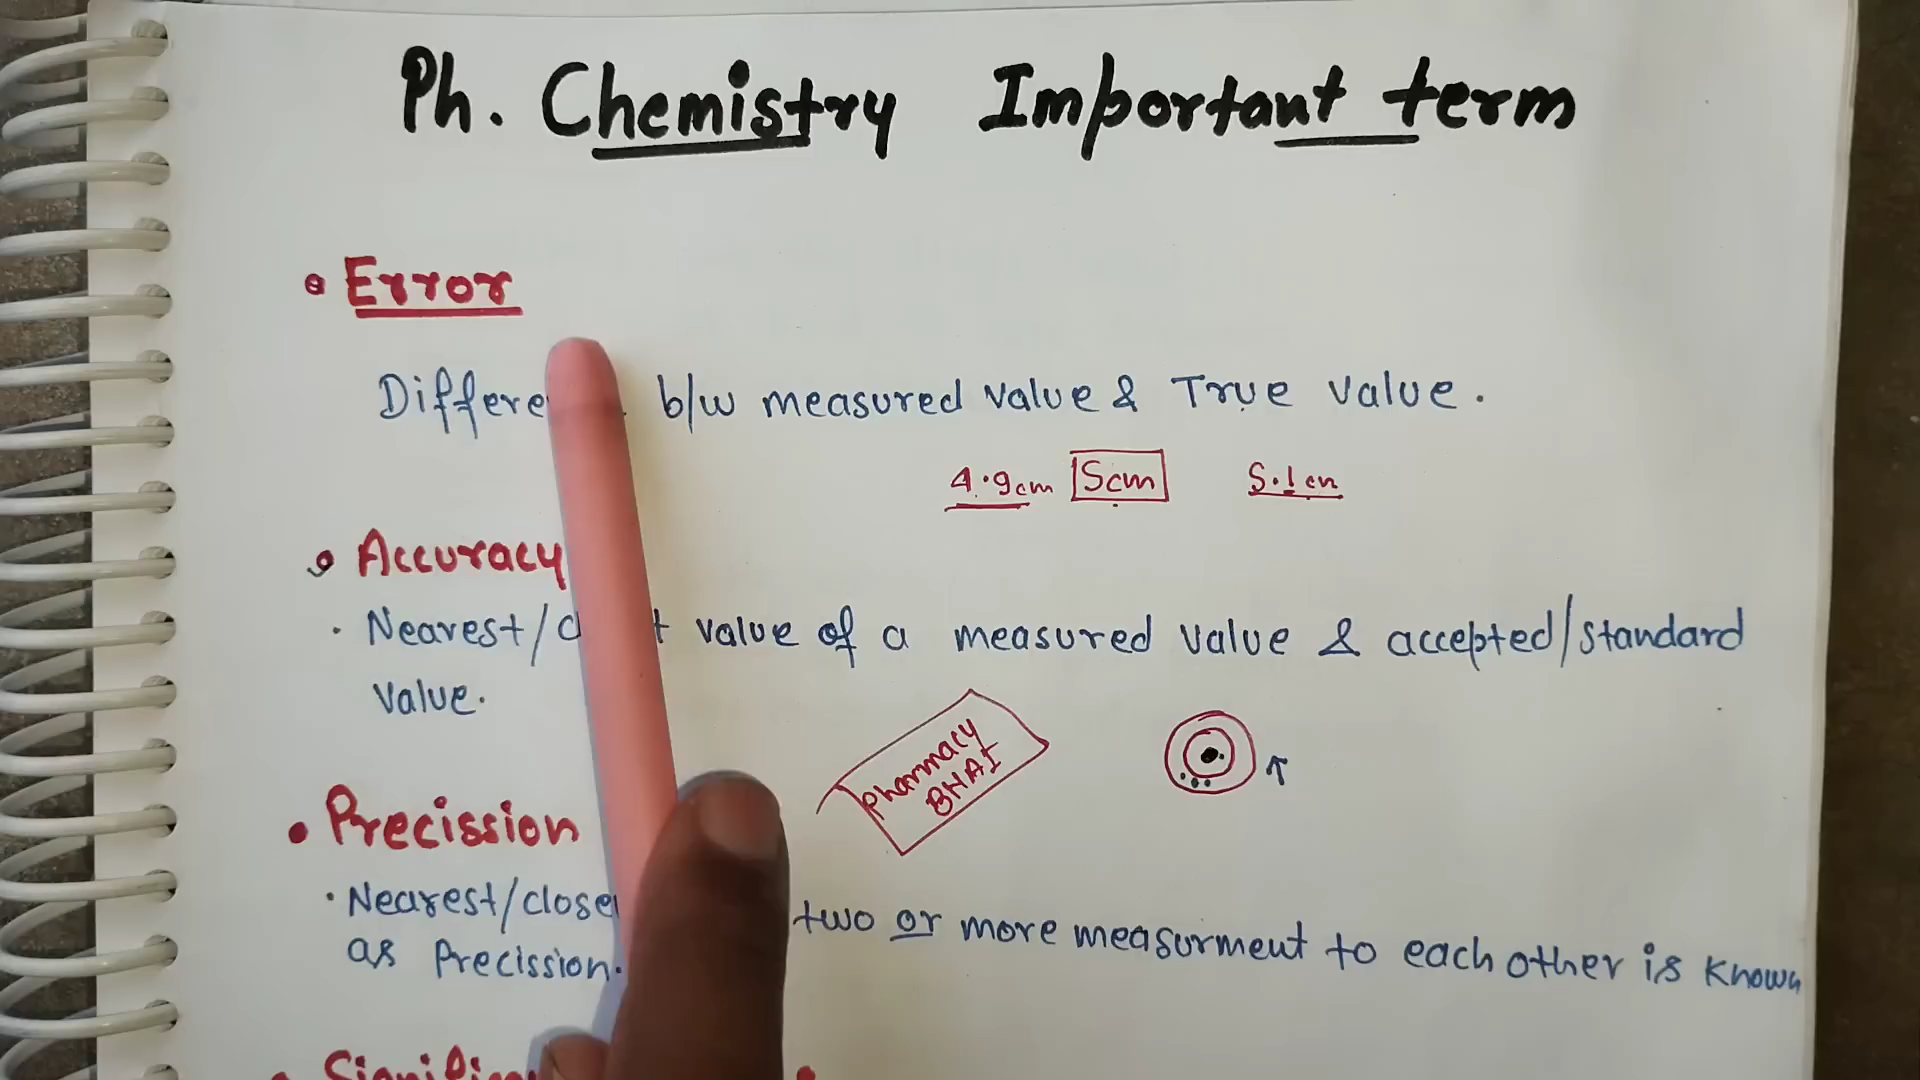 Ph. Chemistry Important term
Error
b/w measured value & True value.
4.9cm 5cm 5.1cm
Accuracy
Nearest/ value of a measured value & accepted/standard
value.
Pharmacy
BHAI
Precission
Nearest/ two or more measurment to each other is known
as Precission.